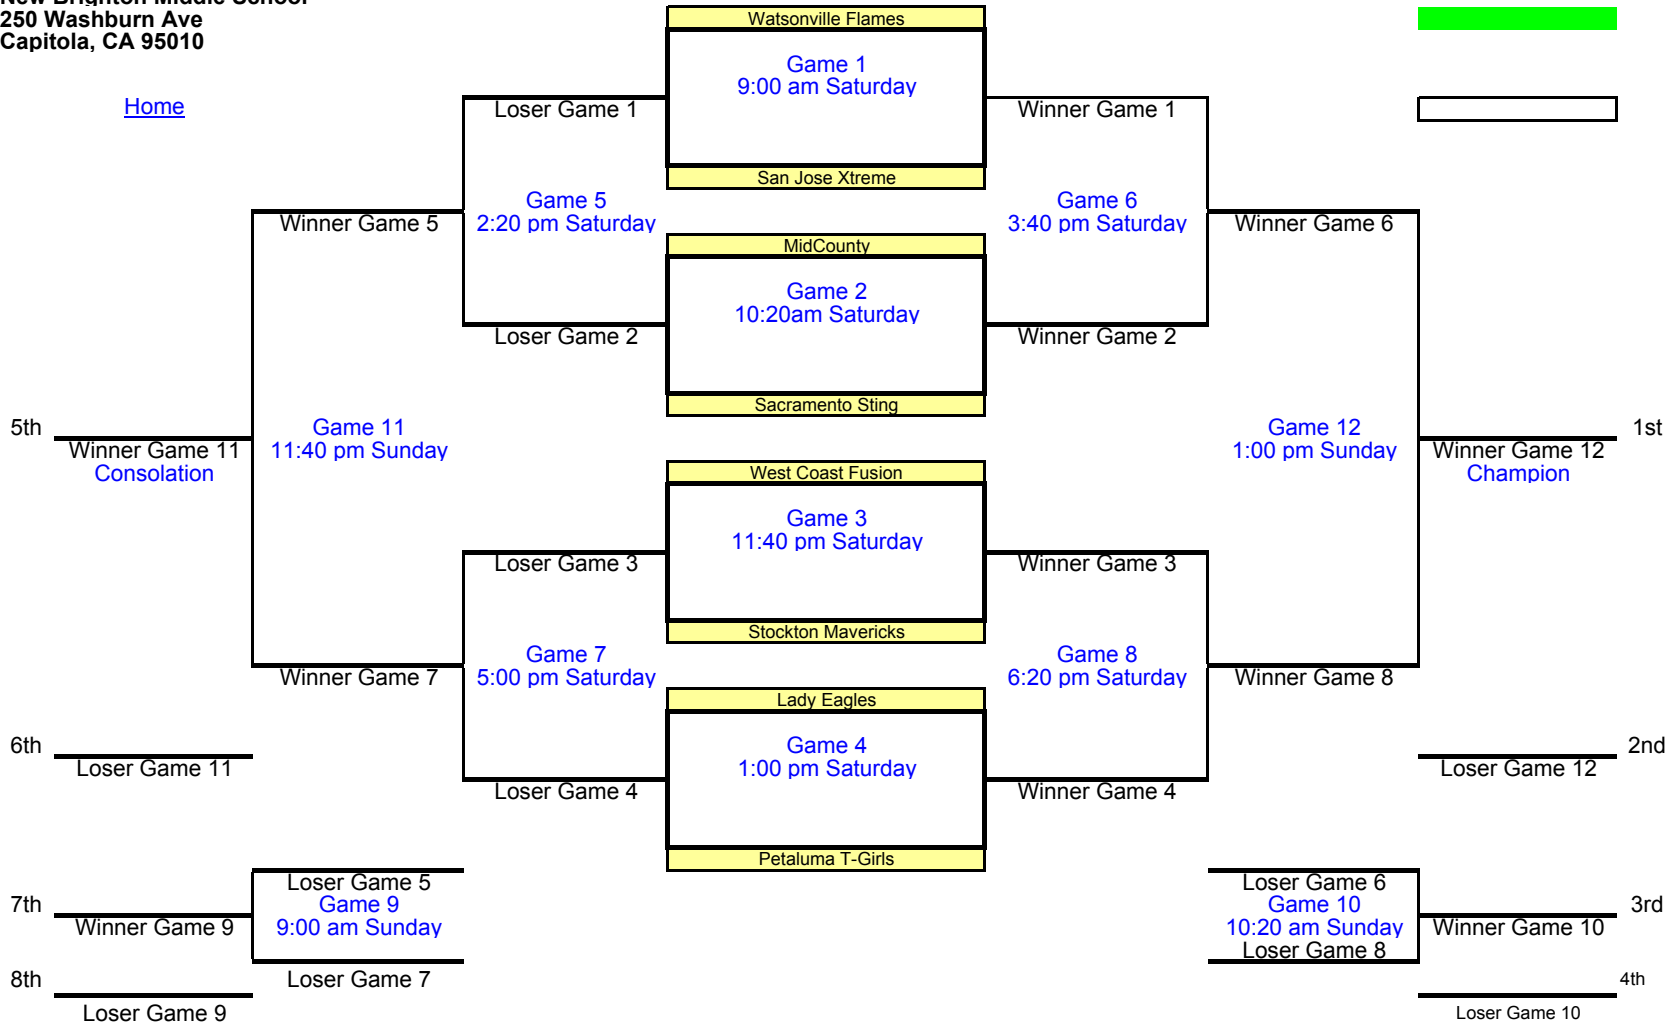 New Brighton Middle School
250 Washburn Ave
Capitola, CA 95010
Home
Watsonville Flames
Game 1
9:00 am Saturday
Loser Game 1
Winner Game 1
San Jose Xtreme
Game 5
2:20 pm Saturday
Game 6
3:40 pm Saturday
Winner Game 5
Winner Game 6
MidCounty
Game 2
10:20am Saturday
Loser Game 2
Winner Game 2
Sacramento Sting
5th
Winner Game 11
Consolation
Game 11
11:40 pm Sunday
Game 12
1:00 pm Sunday
1st
Winner Game 12
Champion
West Coast Fusion
Game 3
11:40 pm Saturday
Loser Game 3
Winner Game 3
Stockton Mavericks
Game 7
5:00 pm Saturday
Game 8
6:20 pm Saturday
Winner Game 7
Winner Game 8
Lady Eagles
Game 4
1:00 pm Saturday
6th
Loser Game 11
2nd
Loser Game 12
Loser Game 4
Winner Game 4
Petaluma T-Girls
7th
Winner Game 9
Loser Game 5
Game 9
9:00 am Sunday
Loser Game 7
Loser Game 6
Game 10
10:20 am Sunday
Loser Game 8
3rd
Winner Game 10
8th
Loser Game 9
4th
Loser Game 10